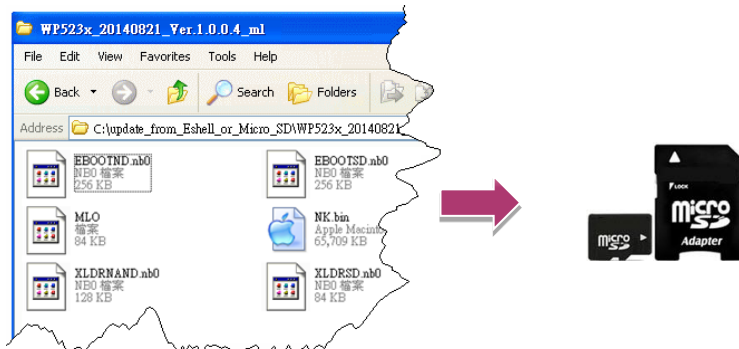 WP523x_20140821_Ver.1.0.0.4_ml
File Edit View Favorites Tools Help
Back Search Folders
Address C:\update_from_Eshell_or_Micro_SD\WP523x_20140821
EBOOTND.nb0
NB0 檔案
256 KB
EBOOTSD.nb0
NB0 檔案
256 KB
MLO
檔案
84 KB
NK.bin
Apple Macinto
65,709 KB
XLDRNAND.nb0
NB0 檔案
128 KB
XLDRSD.nb0
NB0 檔案
84 KB
Micro
SD
LOCK
Micro
SD
Adapter